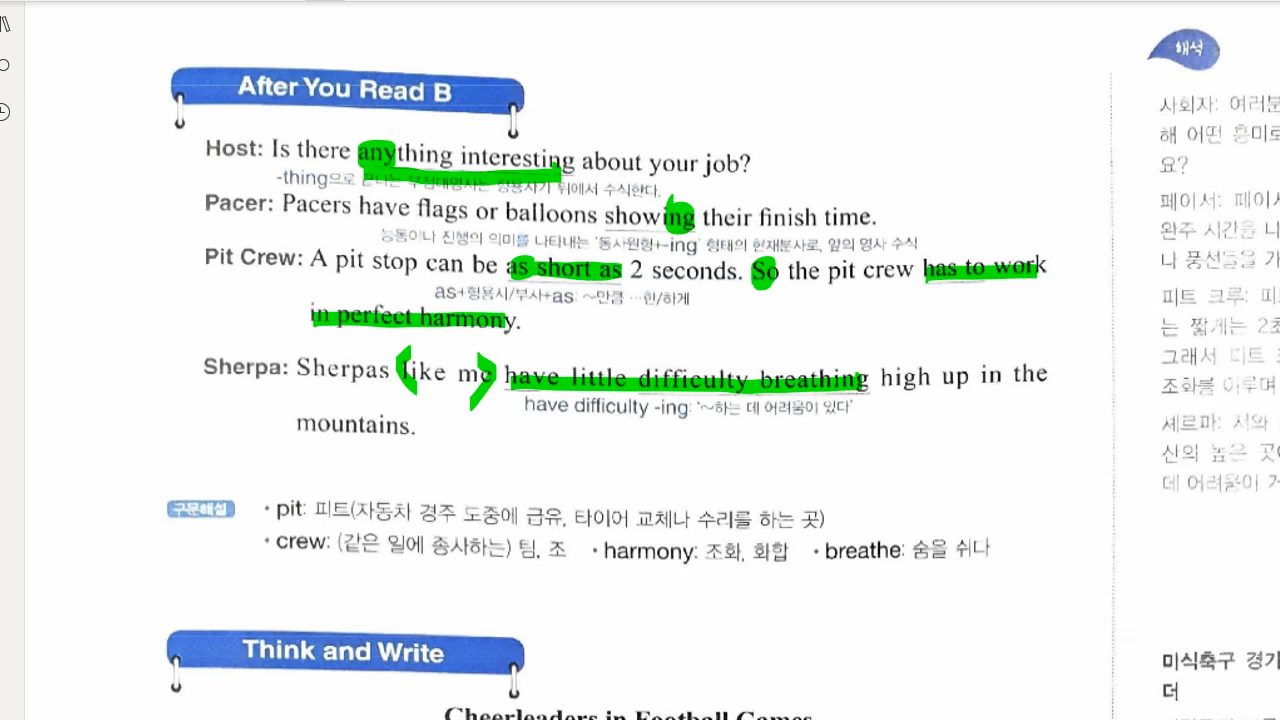 해석
After You Read B
Host: Is there anything interesting about your job?
-thing으로 끝나는 부정대명사는 형용사가 뒤에서 수식한다.
Pacer: Pacers have flags or balloons showing their finish time.
능동이나 진행의 의미를 나타내는 '동사원형+-ing' 형태의 현재분사로, 앞의 명사 수식
Pit Crew: A pit stop can be as short as 2 seconds. So the pit crew has to work
as+형용사/부사+as: ~만큼 …한/하게
in perfect harmony.
Sherpa: Sherpas like me have little difficulty breathing high up in the
have difficulty -ing: '~하는 데 어려움이 있다'
mountains.
구문해설
• pit: 피트(자동차 경주 도중에 급유, 타이어 교체나 수리를 하는 곳)
• crew: (같은 일에 종사하는) 팀, 조 • harmony: 조화, 화합 • breathe: 숨을 쉬다
Think and Write
Cheerleaders in Football Games
사회자: 여러분
해 어떤 흥미로
요?
페이서: 페이서
완주 시간을 나
나 풍선들을 가
피트 크루: 피
는 짧게는 2초
그래서 피트
조화를 이루며
셰르파: 저와
산의 높은 곳
데 어려움이 거
미식축구 경기
더